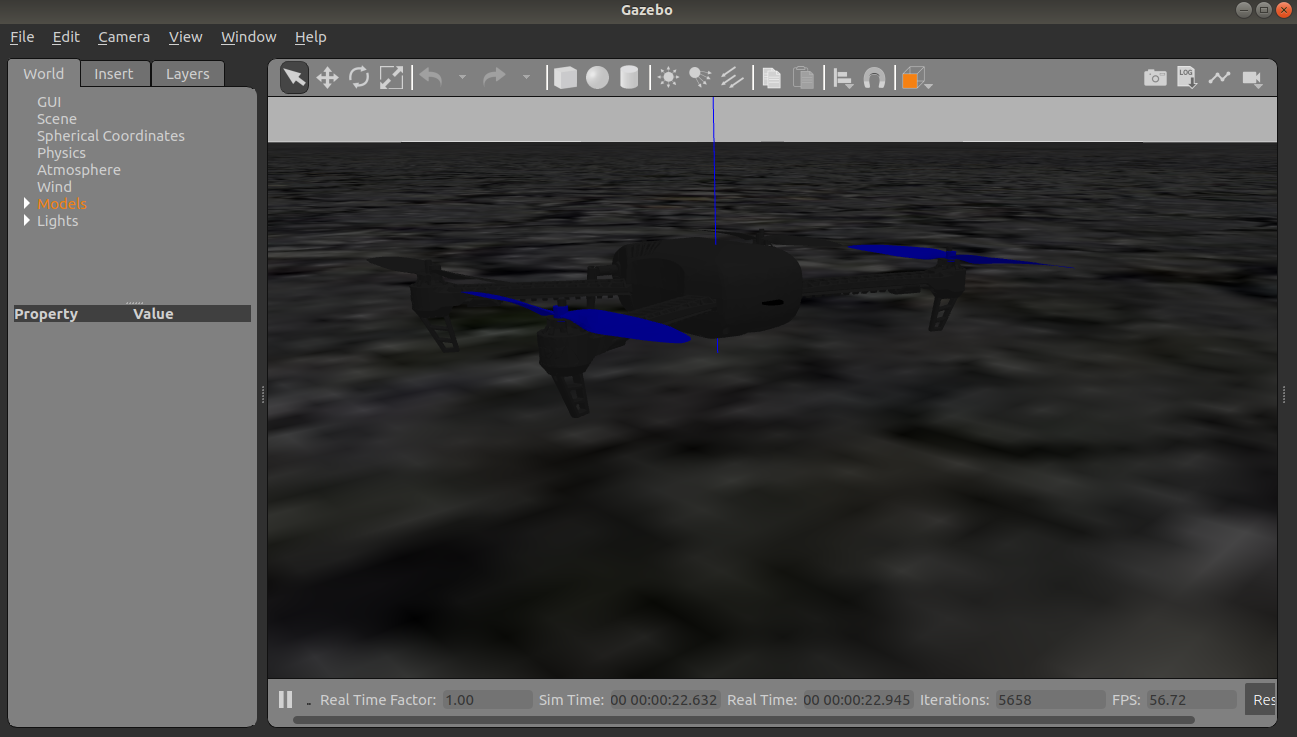 Gazebo
File Edit Camera View Window Help
World Insert Layers
LOG
GUI
Scene
Spherical Coordinates
Physics
Atmosphere
Wind
Models
Lights
Property Value
Real Time Factor: 1.00 Sim Time: 00 00:00:22.632 Real Time: 00 00:00:22.945 Iterations: 5658 FPS: 56.72 Res